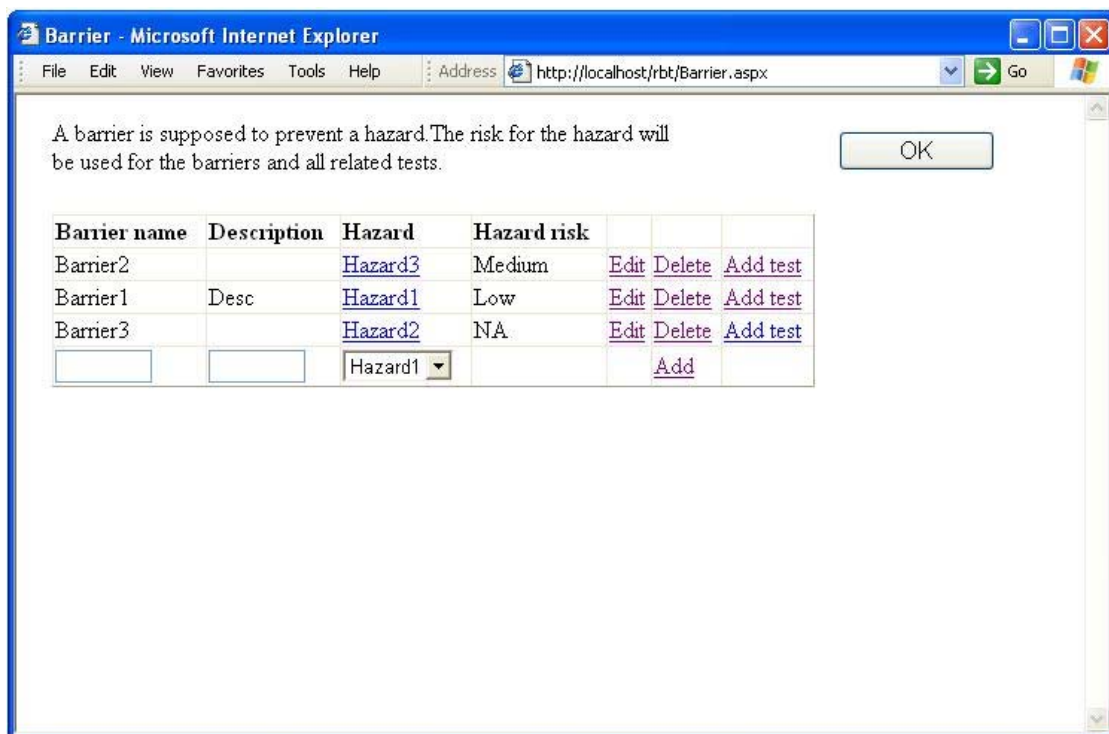 Barrier - Microsoft Internet Explorer
File Edit View Favorites Tools Help Address http://localhost/rbt/Barrier.aspx Go
A barrier is supposed to prevent a hazard.The risk for the hazard will
be used for the barriers and all related tests.
OK
Barrier name Description Hazard Hazard risk
Barrier2 Hazard3 Medium Edit Delete Add test
Barrier1 Desc Hazard1 Low Edit Delete Add test
Barrier3 Hazard2 NA Edit Delete Add test
Hazard1 Add